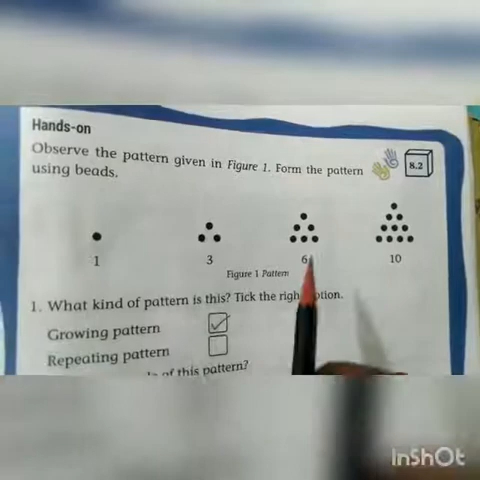 Hands-on
Observe the pattern given in Figure 1. Form the pattern
using beads.
8.2
1 3 6 10
Figure 1 Pattern
1. What kind of pattern is this? Tick the right option.
Growing pattern
Repeating pattern
of this pattern?
InShOt